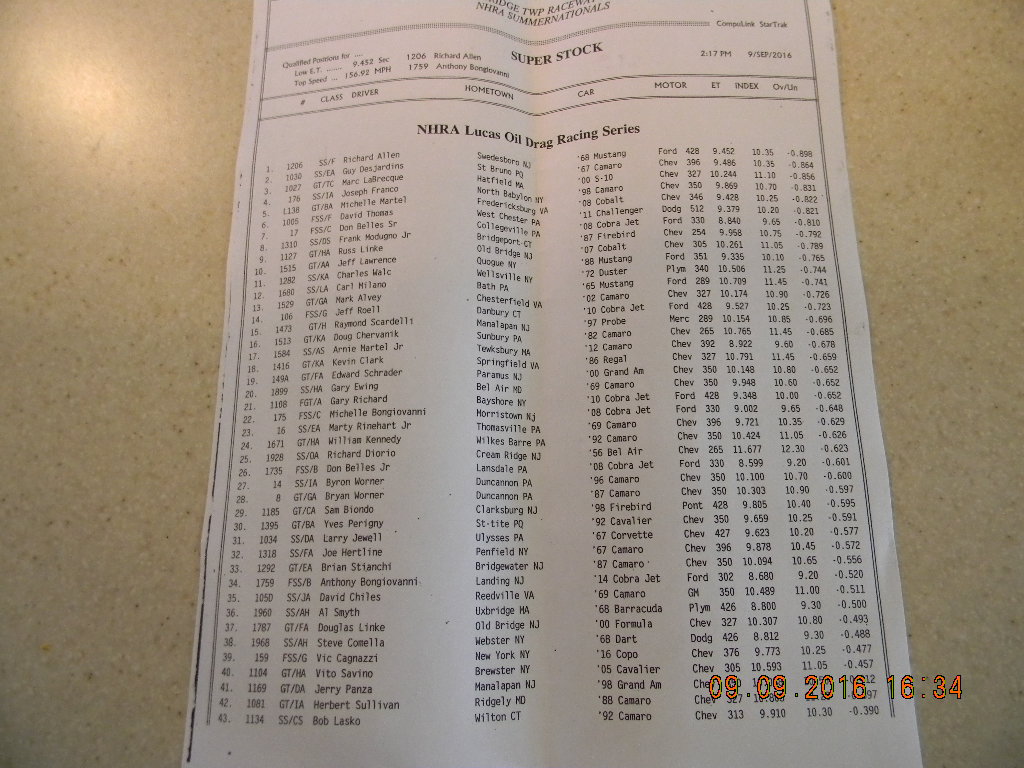 RIDGE TWP RACEWA
NHRA SUMMERNATIONALS
CompuLink StarTrak
SUPER STOCK
2:17 PM 9/SEP/2016
Qualified Positions for ....
Low E.T. ....... 9.452 Sec 1206 Richard Allen
Top Speed ... 156.92 MPH 1759 Anthony Bongiovanni
# CLASS DRIVER HOMETOWN CAR MOTOR ET INDEX Ov/Un
NHRA Lucas Oil Drag Racing Series
1. 1206 SS/F Richard Allen Swedesboro NJ '68 Mustang Ford 428 9.452 10.35 -0.898
2. 1030 SS/EA Guy Desjardins St Bruno PQ '67 Camaro Chev 396 9.486 10.35 -0.864
3. 1027 GT/TC Marc LaBrecque Hatfield MA '00 S-10 Chev 327 10.244 11.10 -0.856
4. 176 SS/IA Joseph Franco North Babylon NY '98 Camaro Chev 350 9.869 10.70 -0.831
5. 1138 GT/BA Michelle Martel Fredericksburg VA '08 Cobalt Chev 346 9.428 10.25 -0.822
6. 1005 FSS/F David Thomas West Chester PA '11 Challenger Dodg 512 9.379 10.20 -0.821
7. 17 FSS/C Don Belles Sr Collegeville PA '08 Cobra Jet Ford 330 8.840 9.65 -0.810
8. 1310 SS/DS Frank Modugno Jr Bridgeport CT '87 Firebird Chev 254 9.958 10.75 -0.792
9. 1127 GT/HA Russ Linke Old Bridge NJ '07 Cobalt Chev 305 10.261 11.05 -0.789
10. 1515 GT/AA Jeff Lawrence Quogue NY '88 Mustang Ford 351 9.335 10.10 -0.765
11. 1282 SS/KA Charles Walc Wellsville NY '72 Duster Plym 340 10.506 11.25 -0.744
12. 1680 SS/LA Carl Milano Bath PA '65 Mustang Ford 289 10.709 11.45 -0.741
13. 1529 GT/GA Mark Alvey Chesterfield VA '02 Camaro Chev 327 10.174 10.90 -0.726
14. 106 FSS/G Jeff Roell Danbury CT '10 Cobra Jet Ford 428 9.527 10.25 -0.723
15. 1473 GT/H Raymond Scardelli Manalapan NJ '97 Probe Merc 289 10.154 10.85 -0.696
16. 1513 GT/KA Doug Chervanik Sunbury PA '82 Camaro Chev 265 10.765 11.45 -0.685
17. 1584 SS/AS Arnie Martel Jr Tewksbury MA '12 Camaro Chev 392 8.922 9.60 -0.678
18. 1416 GT/KA Kevin Clark Springfield VA '86 Regal Chev 327 10.791 11.45 -0.659
19. 149A GT/FA Edward Schrader Paramus NJ '00 Grand Am Chev 350 10.148 10.80 -0.652
20. 1899 SS/HA Gary Ewing Bel Air MD '69 Camaro Chev 350 9.948 10.60 -0.652
21. 1108 FGT/A Gary Richard Bayshore NY '10 Cobra Jet Ford 428 9.348 10.00 -0.652
22. 175 FSS/C Michelle Bongiovanni Morristown Nj '08 Cobra Jet Ford 330 9.002 9.65 -0.648
23. 16 SS/EA Marty Rinehart Jr Thomasville PA '69 Camaro Chev 396 9.721 10.35 -0.629
24. 1671 GT/HA William Kennedy Wilkes Barre PA '92 Camaro Chev 350 10.424 11.05 -0.626
25. 1928 SS/OA Richard Diorio Cream Ridge NJ '56 Bel Air Chev 265 11.677 12.30 -0.623
26. 1735 FSS/B Don Belles Jr Lansdale PA '08 Cobra Jet Ford 330 8.599 9.20 -0.601
27. 14 SS/IA Byron Worner Duncannon PA '96 Camaro Chev 350 10.100 10.70 -0.600
28. 8 GT/GA Bryan Worner Duncannon PA '87 Camaro Chev 350 10.303 10.90 -0.597
29. 1185 GT/CA Sam Biondo Clarksburg NJ '98 Firebird Pont 428 9.805 10.40 -0.595
30. 1395 GT/BA Yves Perigny St-tite PQ '92 Cavalier Chev 350 9.659 10.25 -0.591
31. 1034 SS/DA Larry Jewell Ulysses PA '67 Corvette Chev 427 9.623 10.20 -0.577
32. 1318 SS/FA Joe Hertline Penfield NY '67 Camaro Chev 396 9.878 10.45 -0.572
33. 1292 GT/EA Brian Stianchi Bridgewater NJ '87 Camaro Chev 350 10.094 10.65 -0.556
34. 1759 FSS/B Anthony Bongiovanni Landing NJ '14 Cobra Jet Ford 302 8.680 9.20 -0.520
35. 105D SS/JA David Chiles Reedville VA '69 Camaro GM 350 10.489 11.00 -0.511
36. 1960 SS/AH Al Smyth Uxbridge MA '68 Barracuda Plym 426 8.800 9.30 -0.500
37. 1787 GT/FA Douglas Linke Old Bridge NJ '00 Formula Chev 327 10.307 10.80 -0.493
38. 1968 SS/AH Steve Comella Webster NY '68 Dart Dodg 426 8.812 9.30 -0.488
39. 159 FSS/G Vic Cagnazzi New York NY '16 Copo Chev 376 9.773 10.25 -0.477
40. 1104 GT/HA Vito Savino Brewster NY '05 Cavalier Chev 305 10.593 11.05 -0.457
41. 1169 GT/DA Jerry Panza Manalapan NJ '98 Grand Am Chev
42. 1081 GT/IA Herbert Sullivan Ridgely MD '88 Camaro Chev 327
43. 1134 SS/CS Bob Lasko Wilton CT '92 Camaro Chev 313 9.910 10.30 -0.390
09.09.2016 16:34